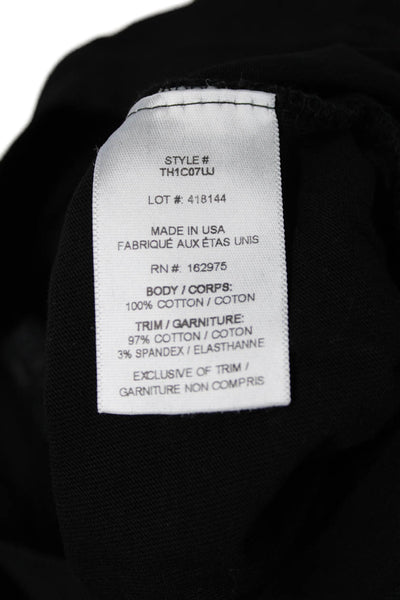 STYLE #
TH1C07UJ
LOT #: 418144
MADE IN USA
FABRIQUÉ AUX ÉTAS UNIS
RN #: 162975
BODY / CORPS:
100% COTTON / COTON
TRIM / GARNITURE:
97% COTTON / COTON
3% SPANDEX / ELASTHANNE
EXCLUSIVE OF TRIM /
GARNITURE NON COMPRIS